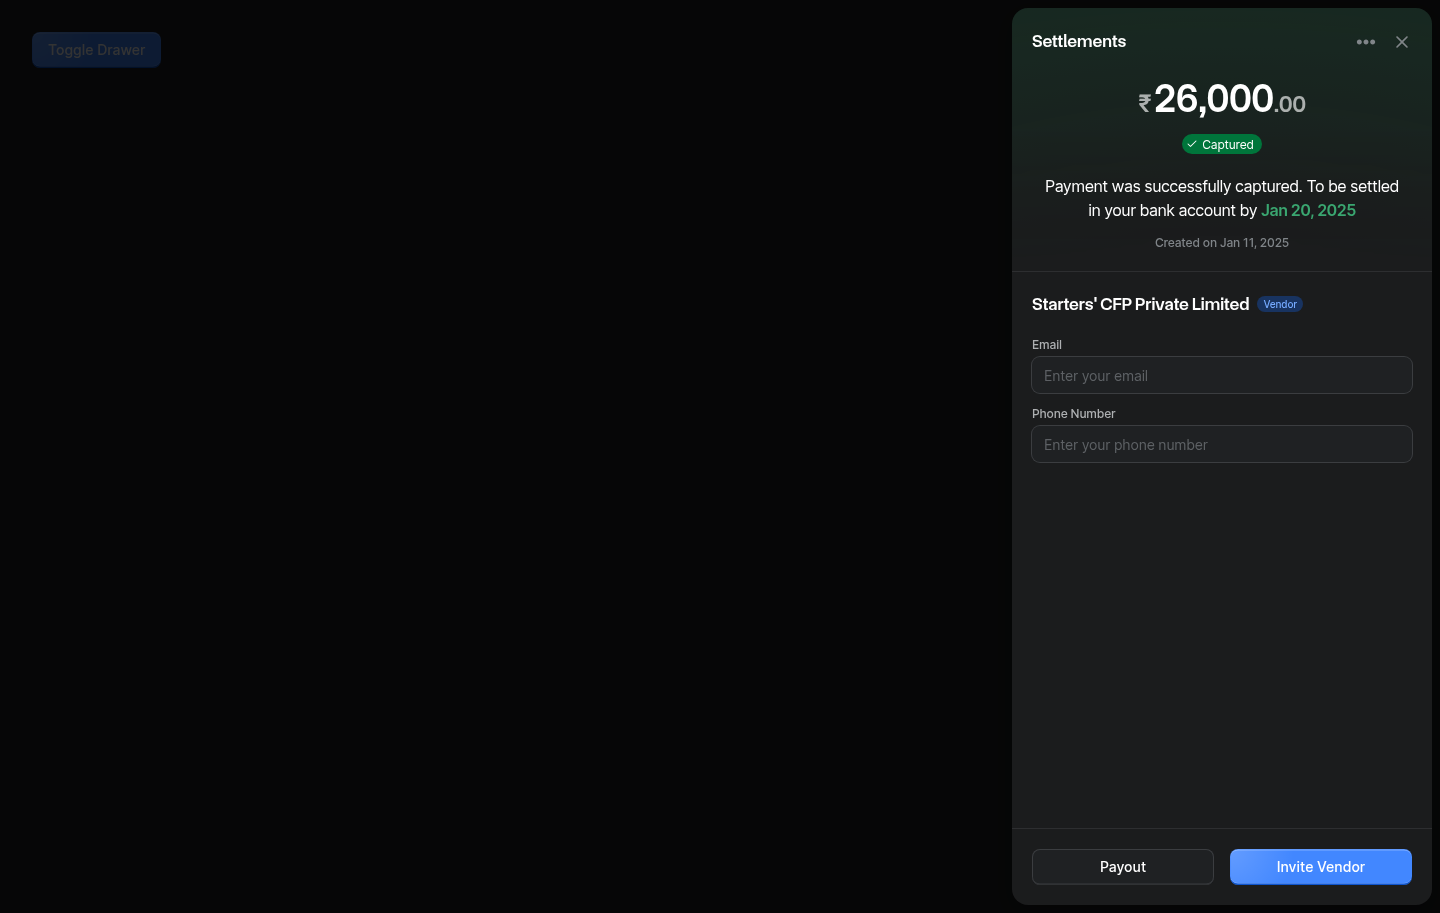 Toggle Drawer
Settlements
₹26,000.00
Captured
Payment was successfully captured. To be settled
in your bank account by Jan 20, 2025
Created on Jan 11, 2025
Starters' CFP Private Limited Vendor
Email
Enter your email
Phone Number
Enter your phone number
Payout Invite Vendor